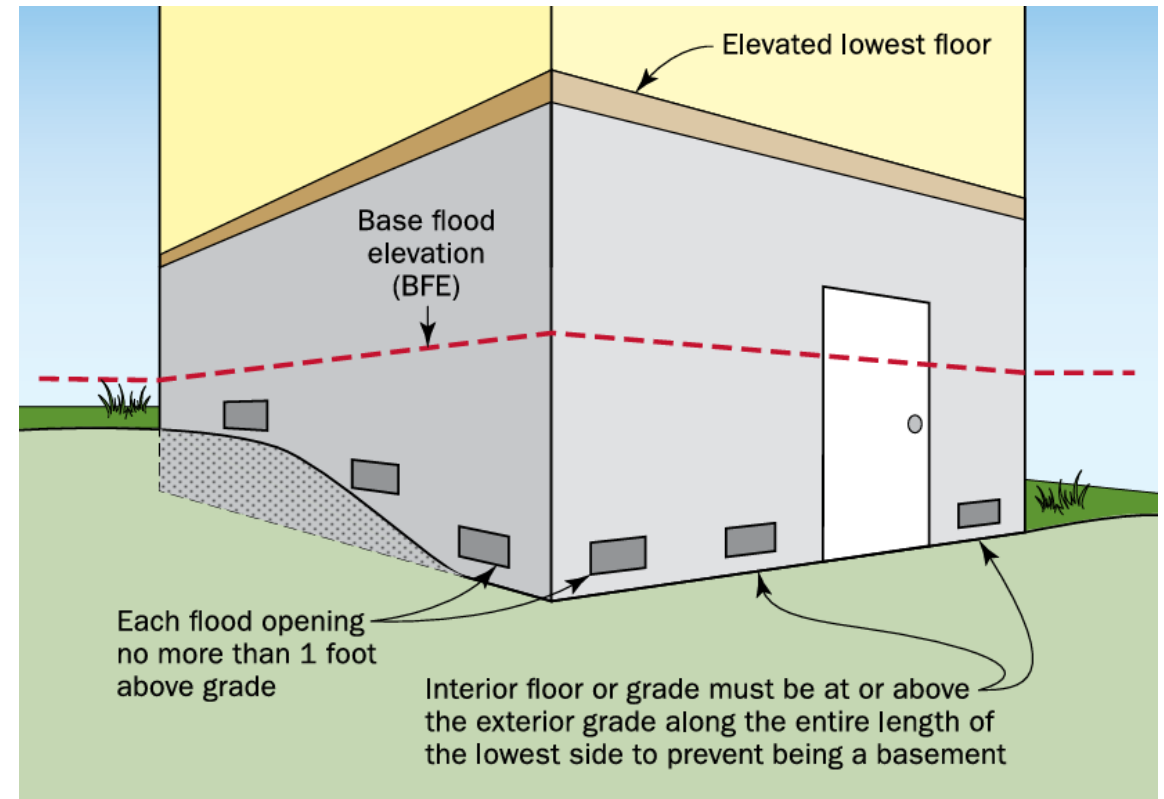 Elevated lowest floor
Base flood
elevation
(BFE)
Each flood opening
no more than 1 foot
above grade
Interior floor or grade must be at or above
the exterior grade along the entire length of
the lowest side to prevent being a basement